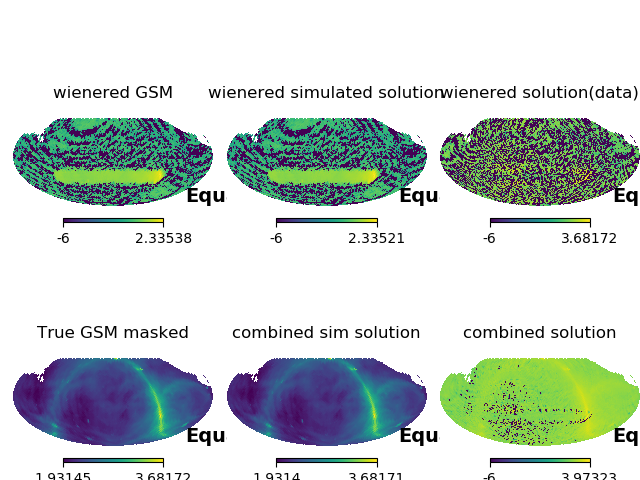 wienered GSM
wienered simulated solution
wienered solution(data)
Equ
Equ
Eq
-6 2.33538
-6 2.33521
-6 3.68172
True GSM masked
combined sim solution
combined solution
Equ
Equ
Eq
1.93145 3.68172
1.9314 3.68171
-6 3.97323